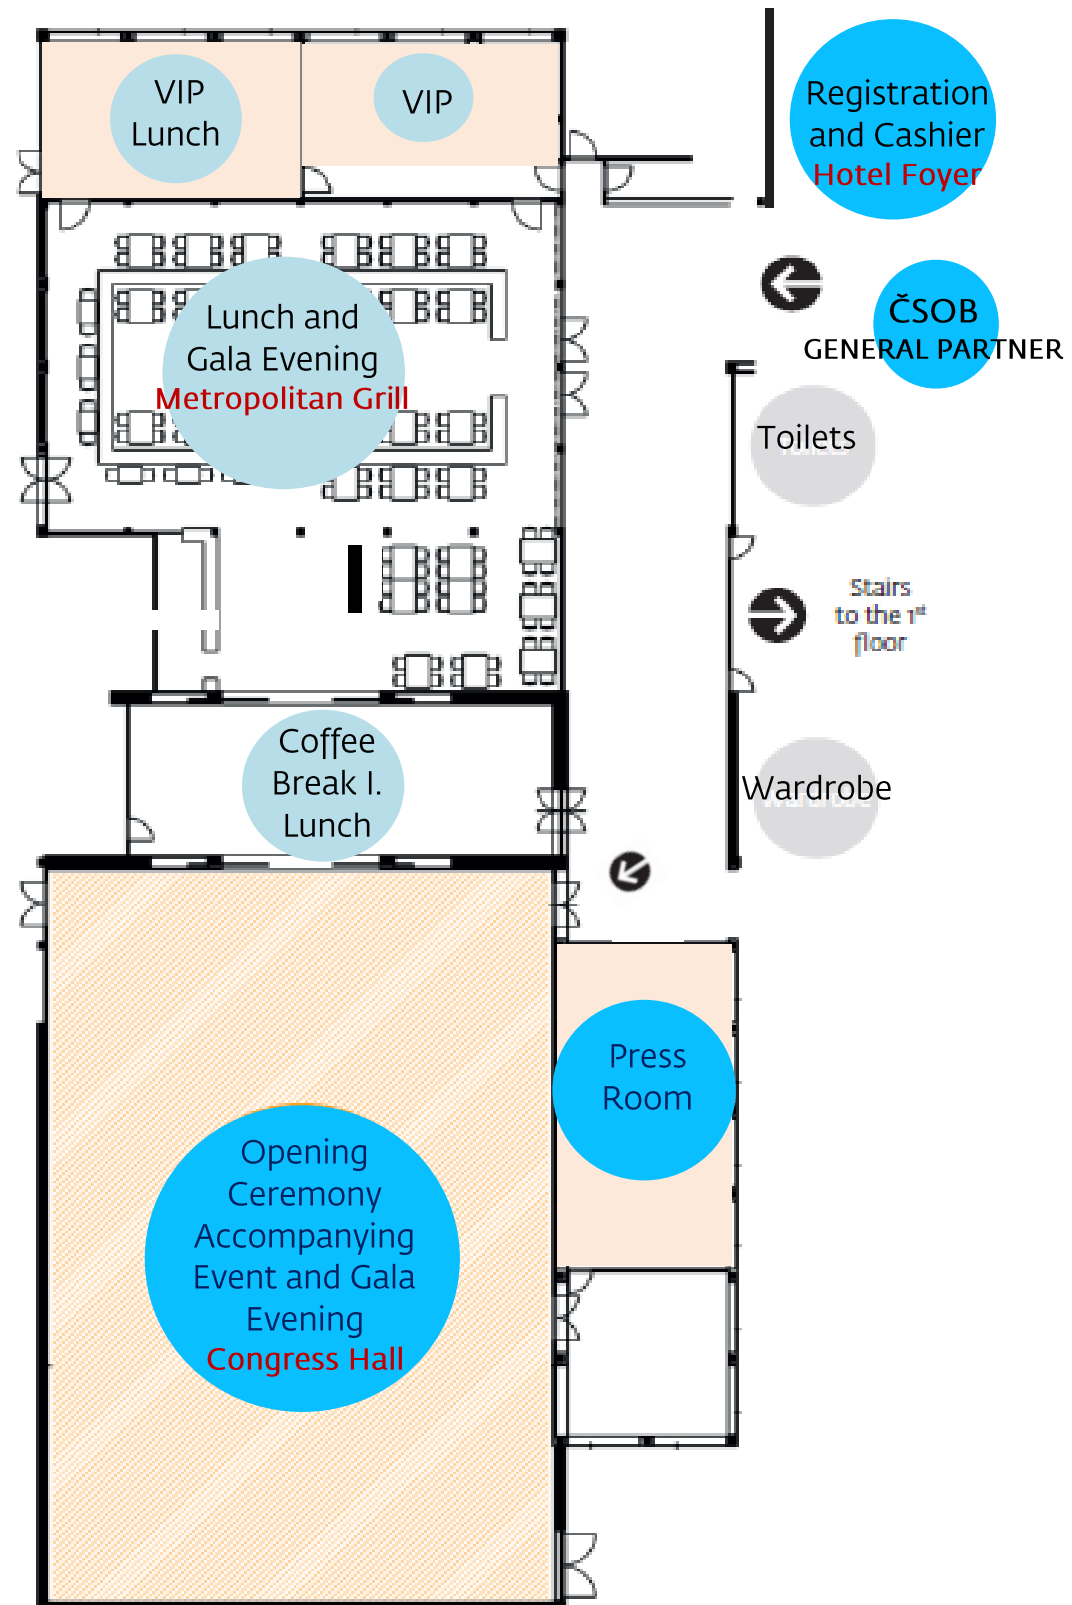 VIP
Lunch
VIP
Registration
and Cashier
Hotel Foyer
ČSOB
GENERAL PARTNER
Lunch and
Gala Evening
Metropolitan Grill
Toilets
Stairs
to the 1st
floor
Coffee
Break I.
Lunch
Wardrobe
Press
Room
Opening
Ceremony
Accompanying
Event and Gala
Evening
Congress Hall